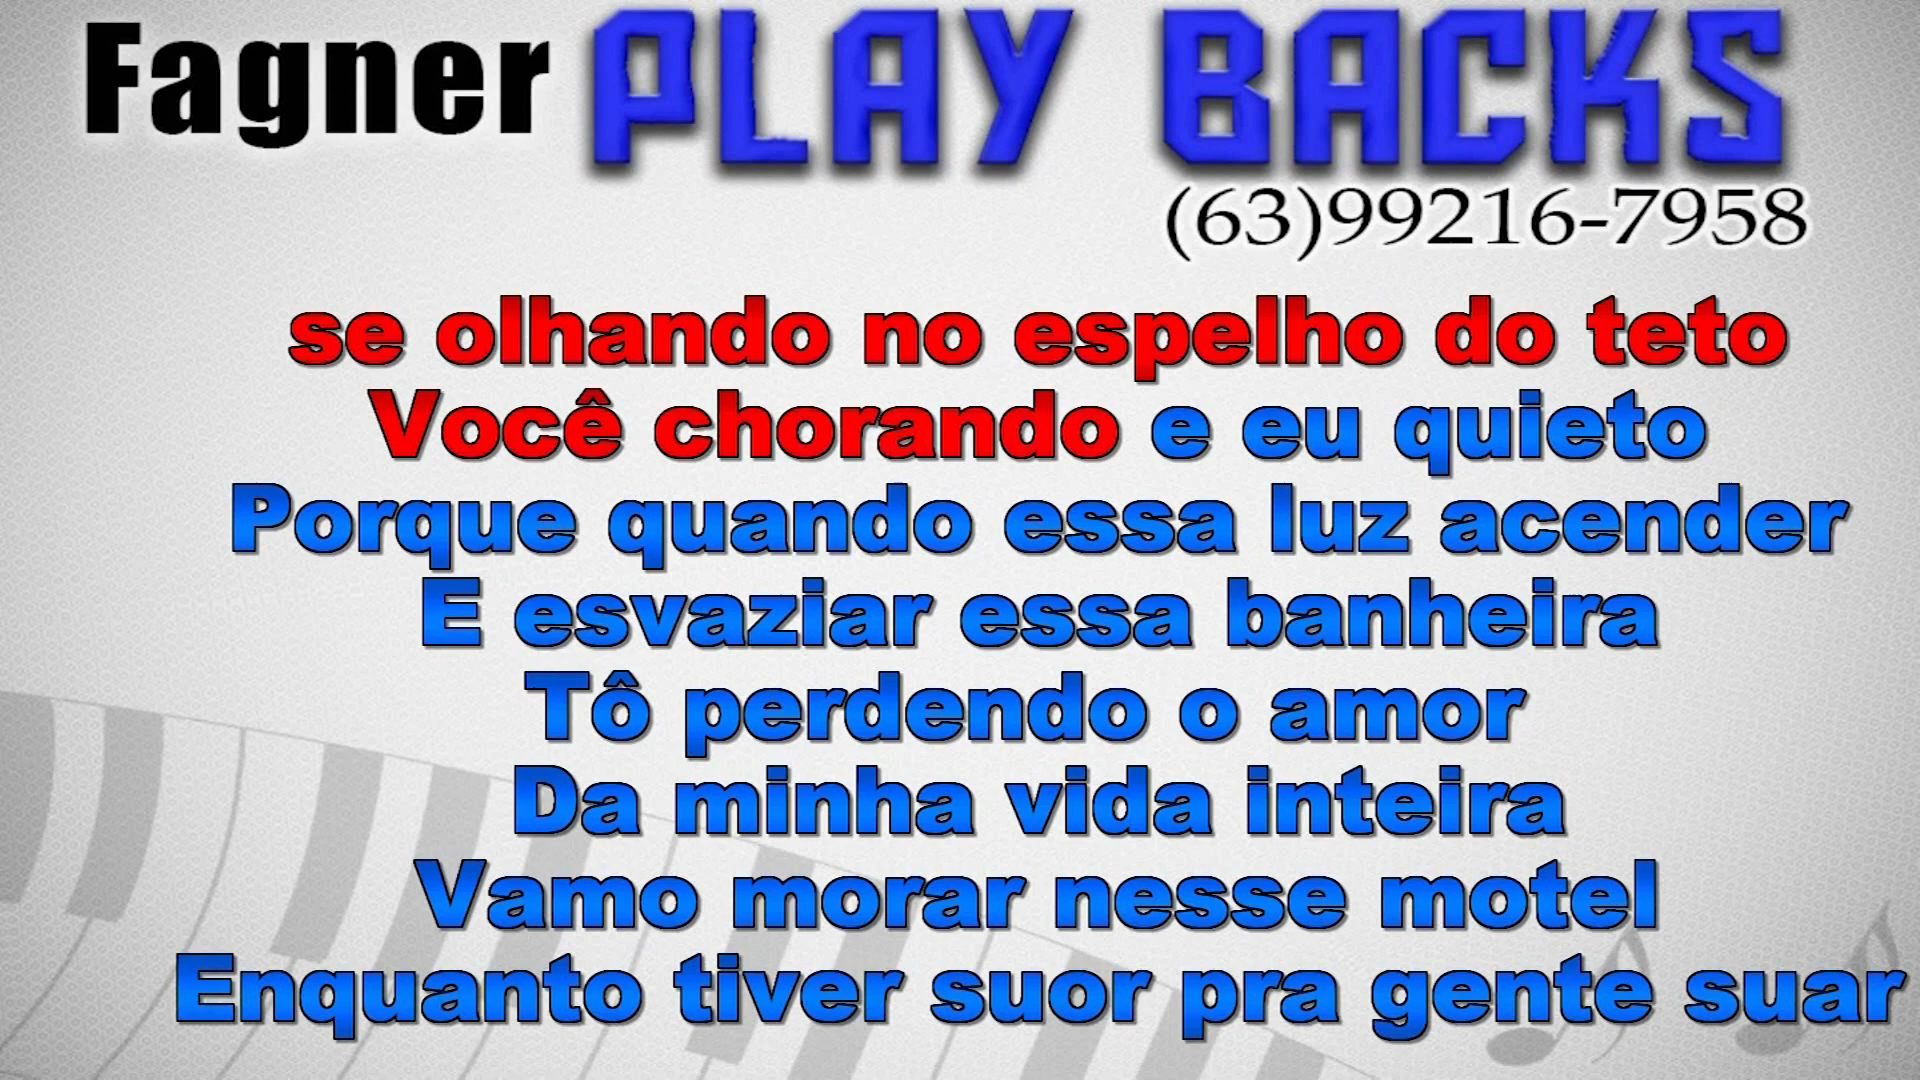 Fagner PLAY BACKS
(63)99216-7958
se olhando no espelho do teto
Você chorando e eu quieto
Porque quando essa luz acender
E esvaziar essa banheira
Tô perdendo o amor
Da minha vida inteira
Vamo morar nesse motel
Enquanto tiver suor pra gente suar